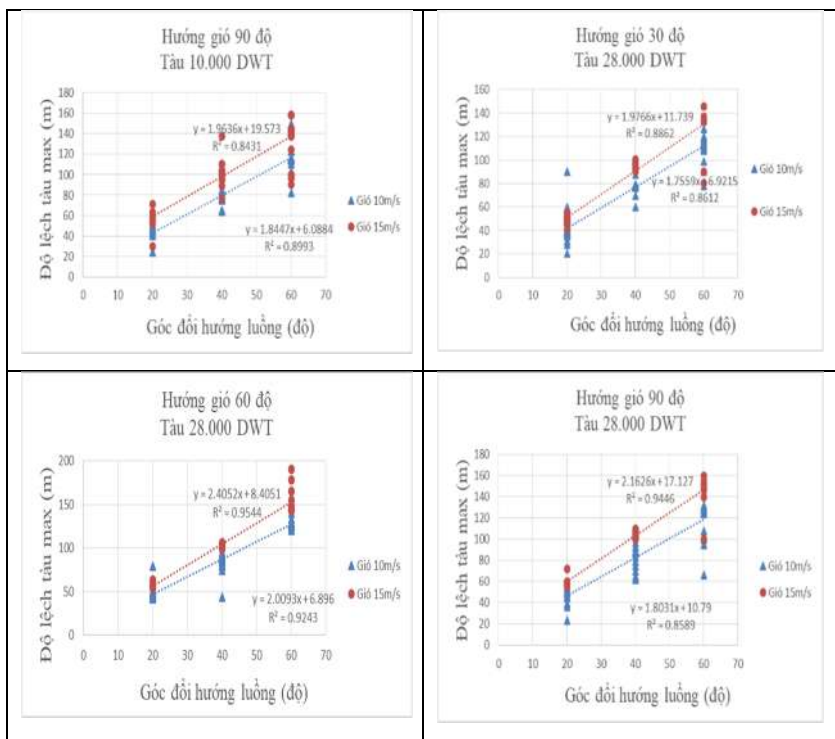 Hướng gió 90 độ
Tàu 10.000 DWT
Độ lệch tàu max (m)
180
160
140
120
100
80
60
40
20
0
y = 1.9636x + 19.573
R² = 0.8431
y = 1.8447x + 6.0884
R² = 0.8993
Gió 10m/s
Gió 15m/s
0 10 20 30 40 50 60 70
Góc đổi hướng luồng (độ)
Hướng gió 30 độ
Tàu 28.000 DWT
Độ lệch tàu max (m)
160
140
120
100
80
60
40
20
0
y = 1.9766x + 11.739
R² = 0.8862
y = 1.7559x + 6.9215
R² = 0.8612
Gió 10m/s
Gió 15m/s
0 10 20 30 40 50 60 70
Góc đổi hướng luồng (độ)
Hướng gió 60 độ
Tàu 28.000 DWT
Độ lệch tàu max (m)
200
150
100
50
0
y = 2.4052x + 8.4051
R² = 0.9544
y = 2.0093x + 6.896
R² = 0.9243
Gió 10m/s
Gió 15m/s
0 10 20 30 40 50 60 70
Góc đổi hướng luồng (độ)
Hướng gió 90 độ
Tàu 28.000 DWT
Độ lệch tàu max (m)
180
160
140
120
100
80
60
40
20
0
y = 2.1626x + 17.127
R² = 0.9446
y = 1.8031x + 10.79
R² = 0.8589
Gió 10m/s
Gió 15m/s
0 10 20 30 40 50 60 70
Góc đổi hướng luồng (độ)